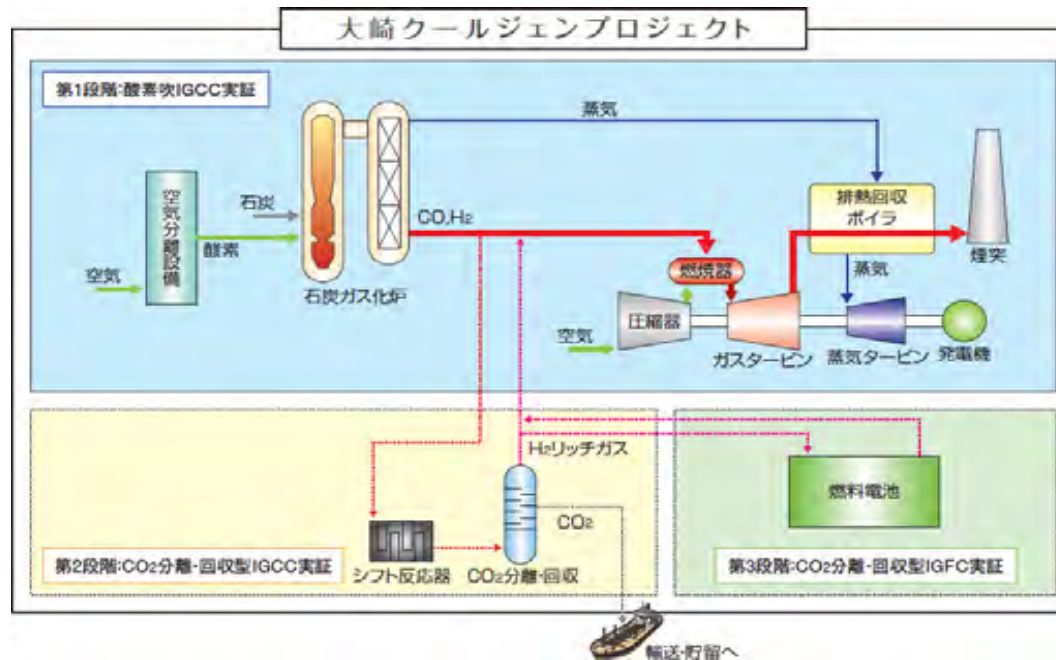 大崎クールジェンプロジェクト
第1段階:酸素吹IGCC実証
蒸気
空気分離設備
石炭
酸素
空気
石炭ガス化炉
CO,H2
排熱回収
ボイラ
煙突
蒸気
燃焼器
圧縮器
空気
ガスタービン
蒸気タービン
発電機
H2リッチガス
CO2
シフト反応器
CO2分離・回収
第2段階:CO2分離・回収型IGCC実証
燃料電池
第3段階:CO2分離・回収型IGFC実証
輸送・貯留へ